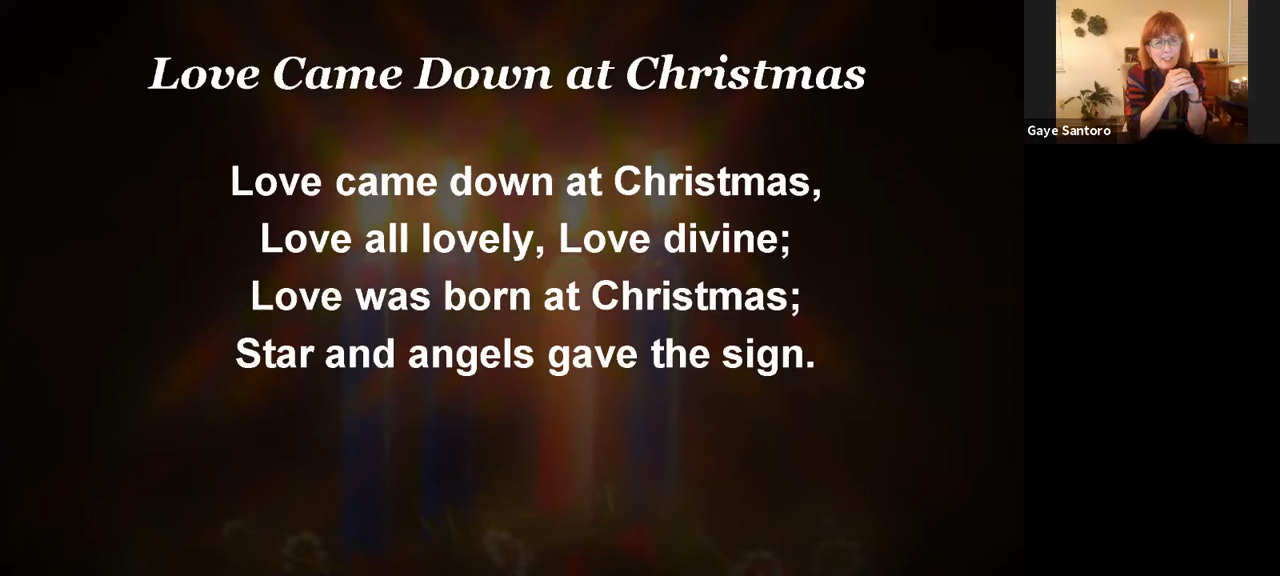 Love Came Down at Christmas
Love came down at Christmas,
Love all lovely, Love divine;
Love was born at Christmas;
Star and angels gave the sign.
Gaye Santoro